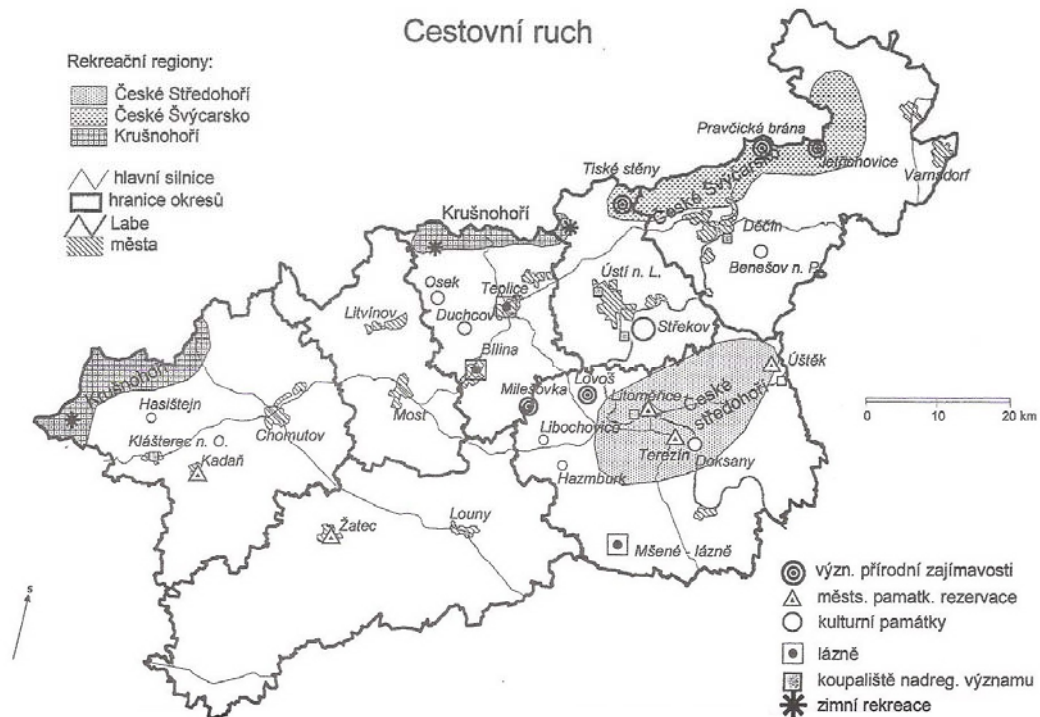 Cestovní ruch
Rekreační regiony:
České Středohoří
České Švýcarsko
Krušnohoří
hlavní silnice
hranice okresů
Labe
města
Pravčická brána
Jetřichovice
Varnsdorf
Tiské stěny
České Švýcarsko
Krušnohoří
Děčín
Benešov n. P.
Ústí n. L.
Osek
Teplice
Litvínov
Duchcov
Střekov
Bílina
Úštěk
Krušnohoří
Milešovka
Lovoš
Litoměřice
České
středohoří
0 10 20 km
Hasištejn
Most
Chomutov
Libochovice
Klášterec n. O.
Terezín
Doksany
Kadaň
Hazmburk
Louny
Žatec
Mšené - lázně
význ. přírodní zajímavosti
městs. památk. rezervace
kulturní památky
lázně
koupaliště nadreg. významu
zimní rekreace
s